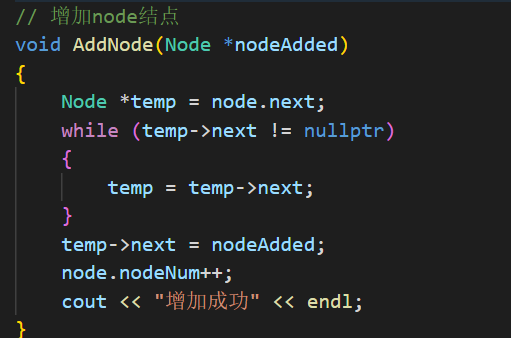 // 增加node结点
void AddNode(Node *nodeAdded)
{
    Node *temp = node.next;
    while (temp->next != nullptr)
    {
        temp = temp->next;
    }
    temp->next = nodeAdded;
    node.nodeNum++;
    cout << "增加成功" << endl;
}